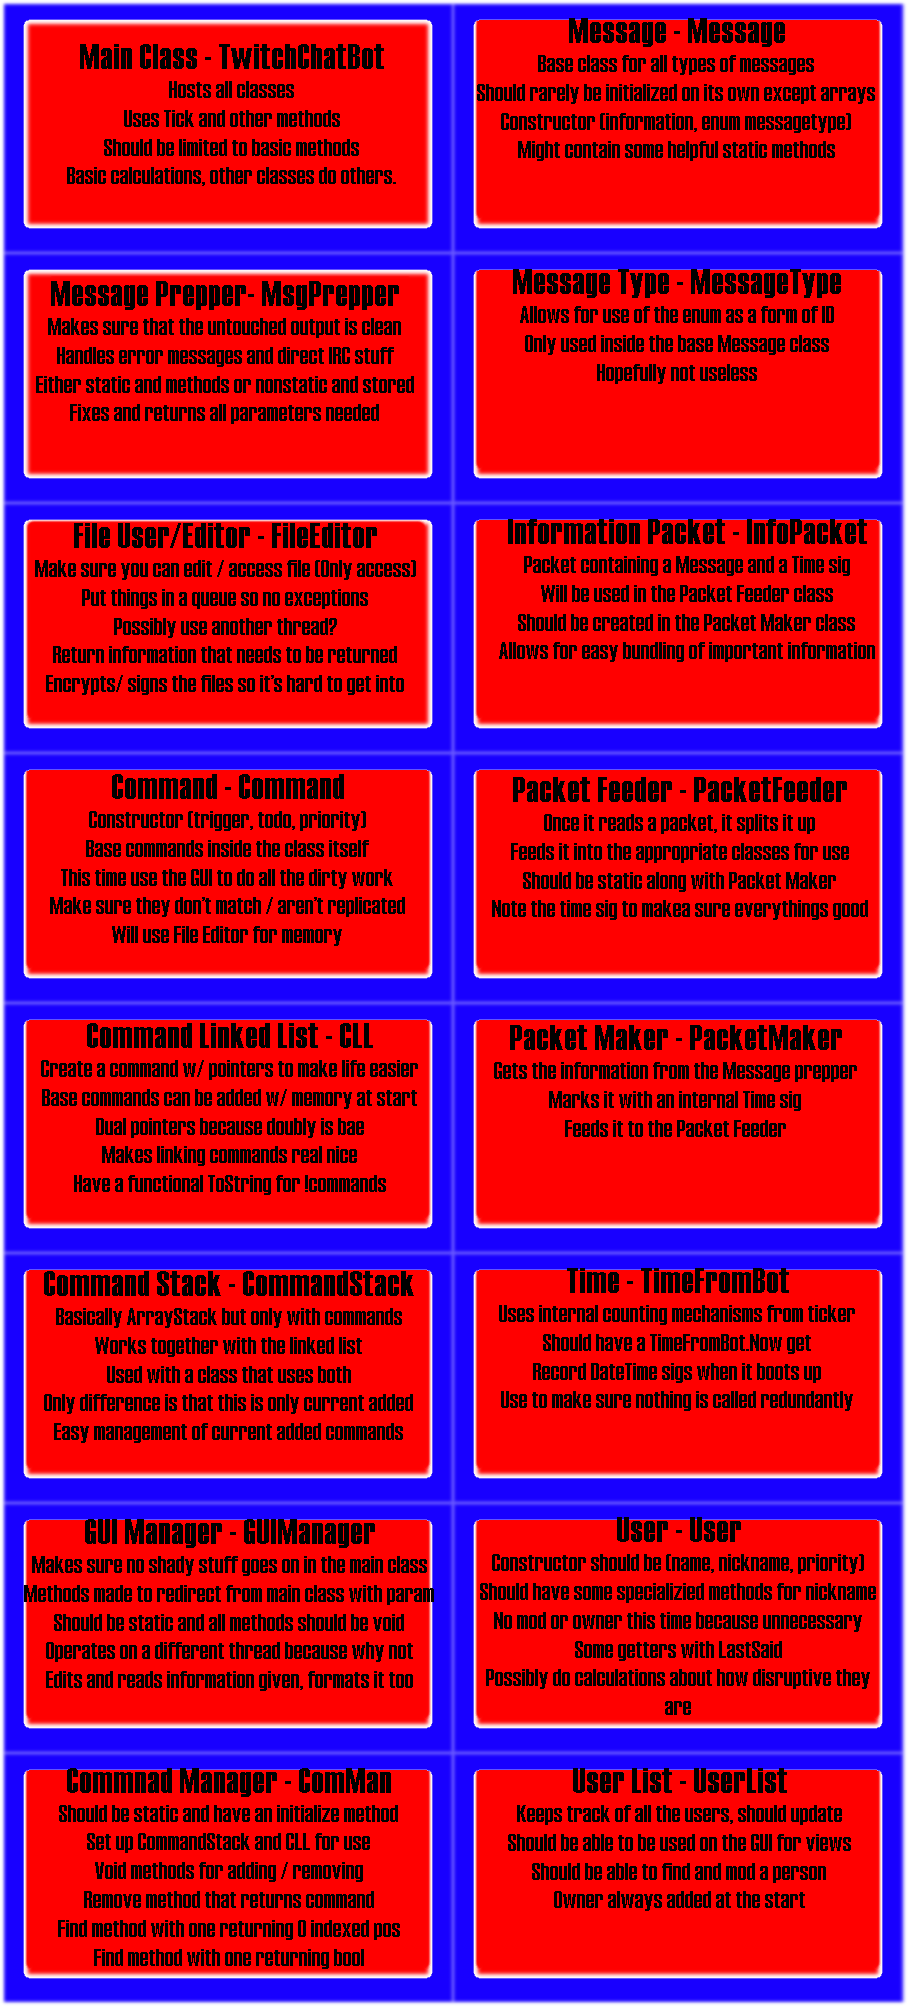 Main Class - TwitchChatBot
Hosts all classes
Uses Tick and other methods
Should be limited to basic methods
Basic calculations, other classes do others.
Message - Message
Base class for all types of messages
Should rarely be initialized on its own except arrays
Constructor (information, enum messagetype)
Might contain some helpful static methods
Message Prepper- MsgPrepper
Makes sure that the untouched output is clean
Handles error messages and direct IRC stuff
Either static and methods or nonstatic and stored
Fixes and returns all parameters needed
Message Type - MessageType
Allows for use of the enum as a form of ID
Only used inside the base Message class
Hopefully not useless
File User/Editor - FileEditor
Make sure you can edit / access file (Only access)
Put things in a queue so no exceptions
Possibly use another thread?
Return information that needs to be returned
Encrypts/ signs the files so it's hard to get into
Information Packet - InfoPacket
Packet containing a Message and a Time sig
Will be used in the Packet Feeder class
Should be created in the Packet Maker class
Allows for easy bundling of important information
Command - Command
Constructor (trigger, todo, priority)
Base commands inside the class itself
This time use the GUI to do all the dirty work
Make sure they don't match / aren't replicated
Will use File Editor for memory
Packet Feeder - PacketFeeder
Once it reads a packet, it splits it up
Feeds it into the appropriate classes for use
Should be static along with Packet Maker
Note the time sig to makea sure everythings good
Command Linked List - CLL
Create a command w/ pointers to make life easier
Base commands can be added w/ memory at start
Dual pointers because doubly is bae
Makes linking commands real nice
Have a functional ToString for !commands
Packet Maker - PacketMaker
Gets the information from the Message prepper
Marks it with an internal Time sig
Feeds it to the Packet Feeder
Command Stack - CommandStack
Basically ArrayStack but only with commands
Works together with the linked list
Used with a class that uses both
Only difference is that this is only current added
Easy management of current added commands
Time - TimeFromBot
Uses internal counting mechanisms from ticker
Should have a TimeFromBot.Now get
Record DateTime sigs when it boots up
Use to make sure nothing is called redundantly
GUI Manager - GUIManager
Makes sure no shady stuff goes on in the main class
Methods made to redirect from main class with param
Should be static and all methods should be void
Operates on a different thread because why not
Edits and reads information given, formats it too
User - User
Constructor should be (name, nickname, priority)
Should have some specializied methods for nickname
No mod or owner this time because unnecessary
Some getters with LastSaid
Possibly do calculations about how disruptive they
are
Commnad Manager - ComMan
Should be static and have an initialize method
Set up CommandStack and CLL for use
Void methods for adding / removing
Remove method that returns command
Find method with one returning 0 indexed pos
Find method with one returning bool
User List - UserList
Keeps track of all the users, should update
Should be able to be used on the GUI for views
Should be able to find and mod a person
Owner always added at the start